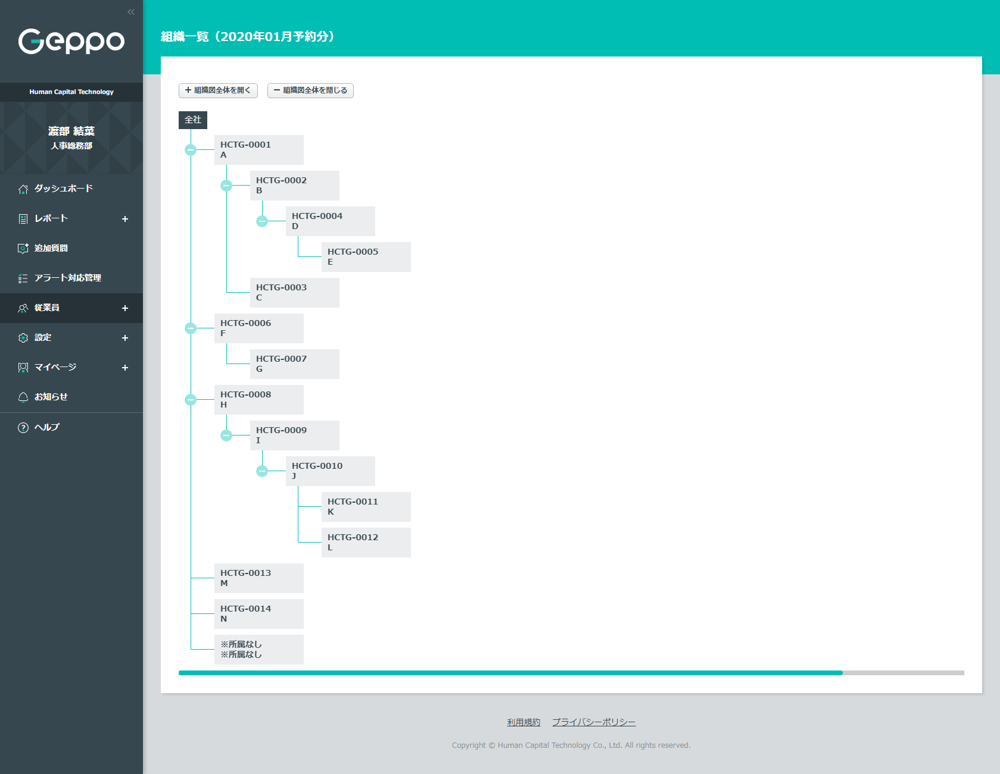 Geppo
Human Capital Technology
渡部 結菜
人事総務部
ダッシュボード
レポート
追加質問
アラート対応管理
従業員
設定
マイページ
お知らせ
ヘルプ
組織一覧（2020年01月予約分）
組織図全体を開く 組織図全体を閉じる
全社
HCTG-0001
A
HCTG-0002
B
HCTG-0004
D
HCTG-0005
E
HCTG-0003
C
HCTG-0006
F
HCTG-0007
G
HCTG-0008
H
HCTG-0009
I
HCTG-0010
J
HCTG-0011
K
HCTG-0012
L
HCTG-0013
M
HCTG-0014
N
※所属なし
※所属なし
利用規約 プライバシーポリシー
Copyright © Human Capital Technology Co., Ltd. All rights reserved.